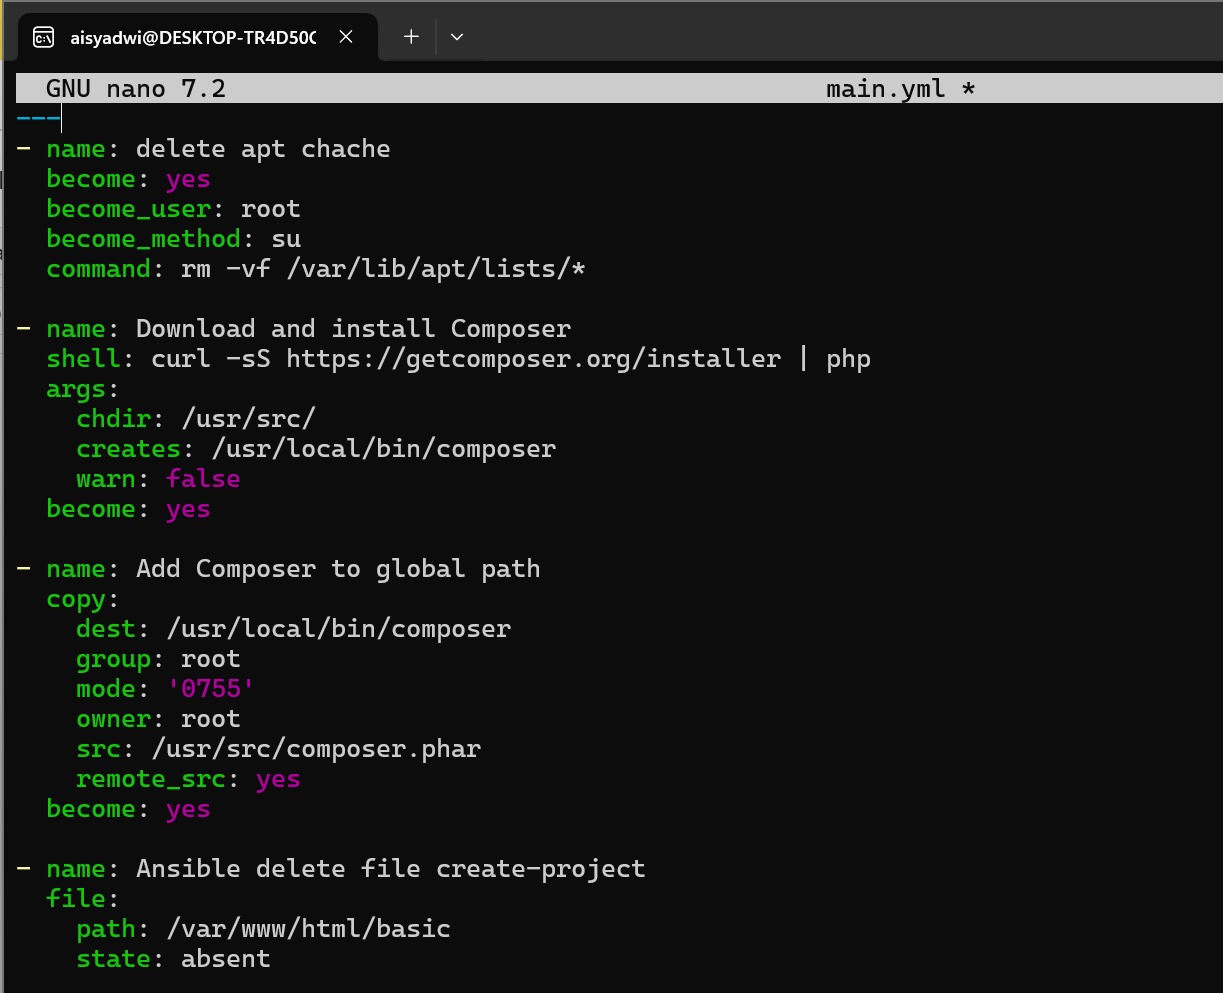 aisyadwi@DESKTOP-TR4D50C
GNU nano 7.2 main.yml *
---
- name: delete apt chache
  become: yes
  become_user: root
  become_method: su
  command: rm -vf /var/lib/apt/lists/*

- name: Download and install Composer
  shell: curl -sS https://getcomposer.org/installer | php
  args:
    chdir: /usr/src/
    creates: /usr/local/bin/composer
    warn: false
  become: yes

- name: Add Composer to global path
  copy:
    dest: /usr/local/bin/composer
    group: root
    mode: '0755'
    owner: root
    src: /usr/src/composer.phar
    remote_src: yes
  become: yes

- name: Ansible delete file create-project
  file:
    path: /var/www/html/basic
    state: absent